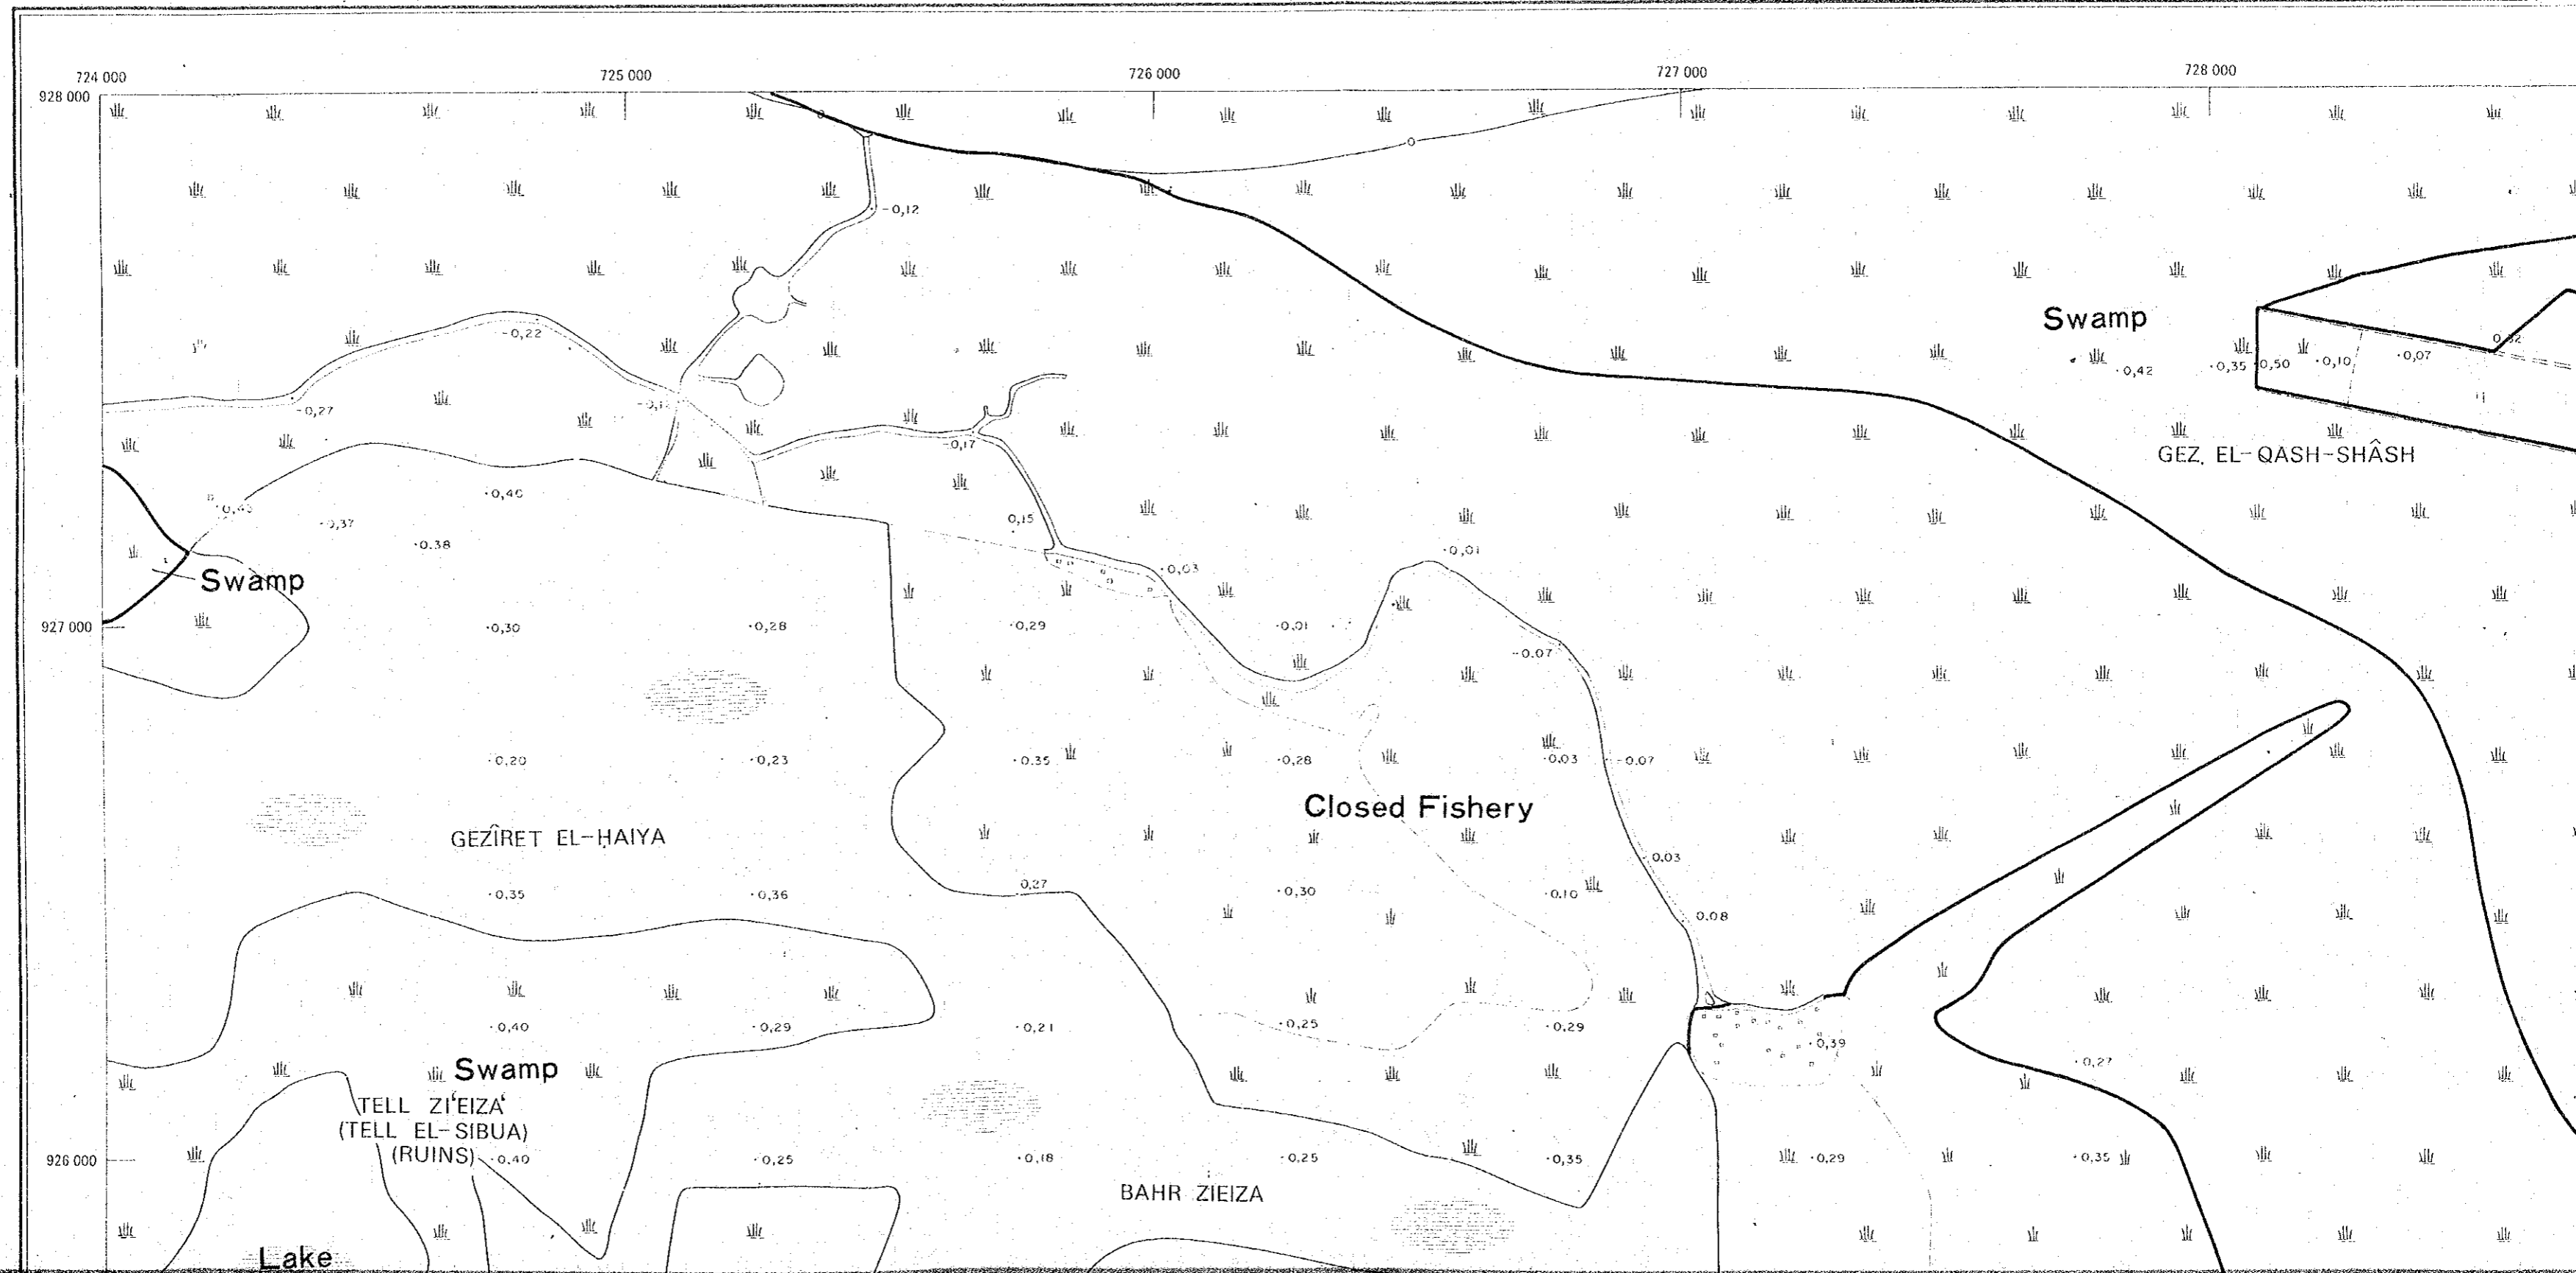 724 000 725 000 726 000 727 000 728 000
928 000
0
0
-0,12
Swamp
-0,22
0,35 0,50 0,10 0,07
0,42
-0,27
-0,17
GEZ. EL-QASH-SHÂSH
0,40
0,37
0,15
0.38
0,01
0,03
Swamp
927 000
0,30 0,28 0,29 0,01
-0.07
0,20 0,23 0.35 0,28 0.03 0.07
Closed Fishery
GEZÎRET EL-ḤAIYA
0.03
0.35 0,36 0,27 0,30 0.10
0.08
0,40 0,29 0,21 0,25 0,29
0,39
0,27
Swamp
TELL ZI'EIZA'
(TELL EL-SIBUA)
(RUINS)
926 000
0,40 0,25 0,18 0,25 0,35 0,29 0,35
BAHR ZIEIZA
Lake